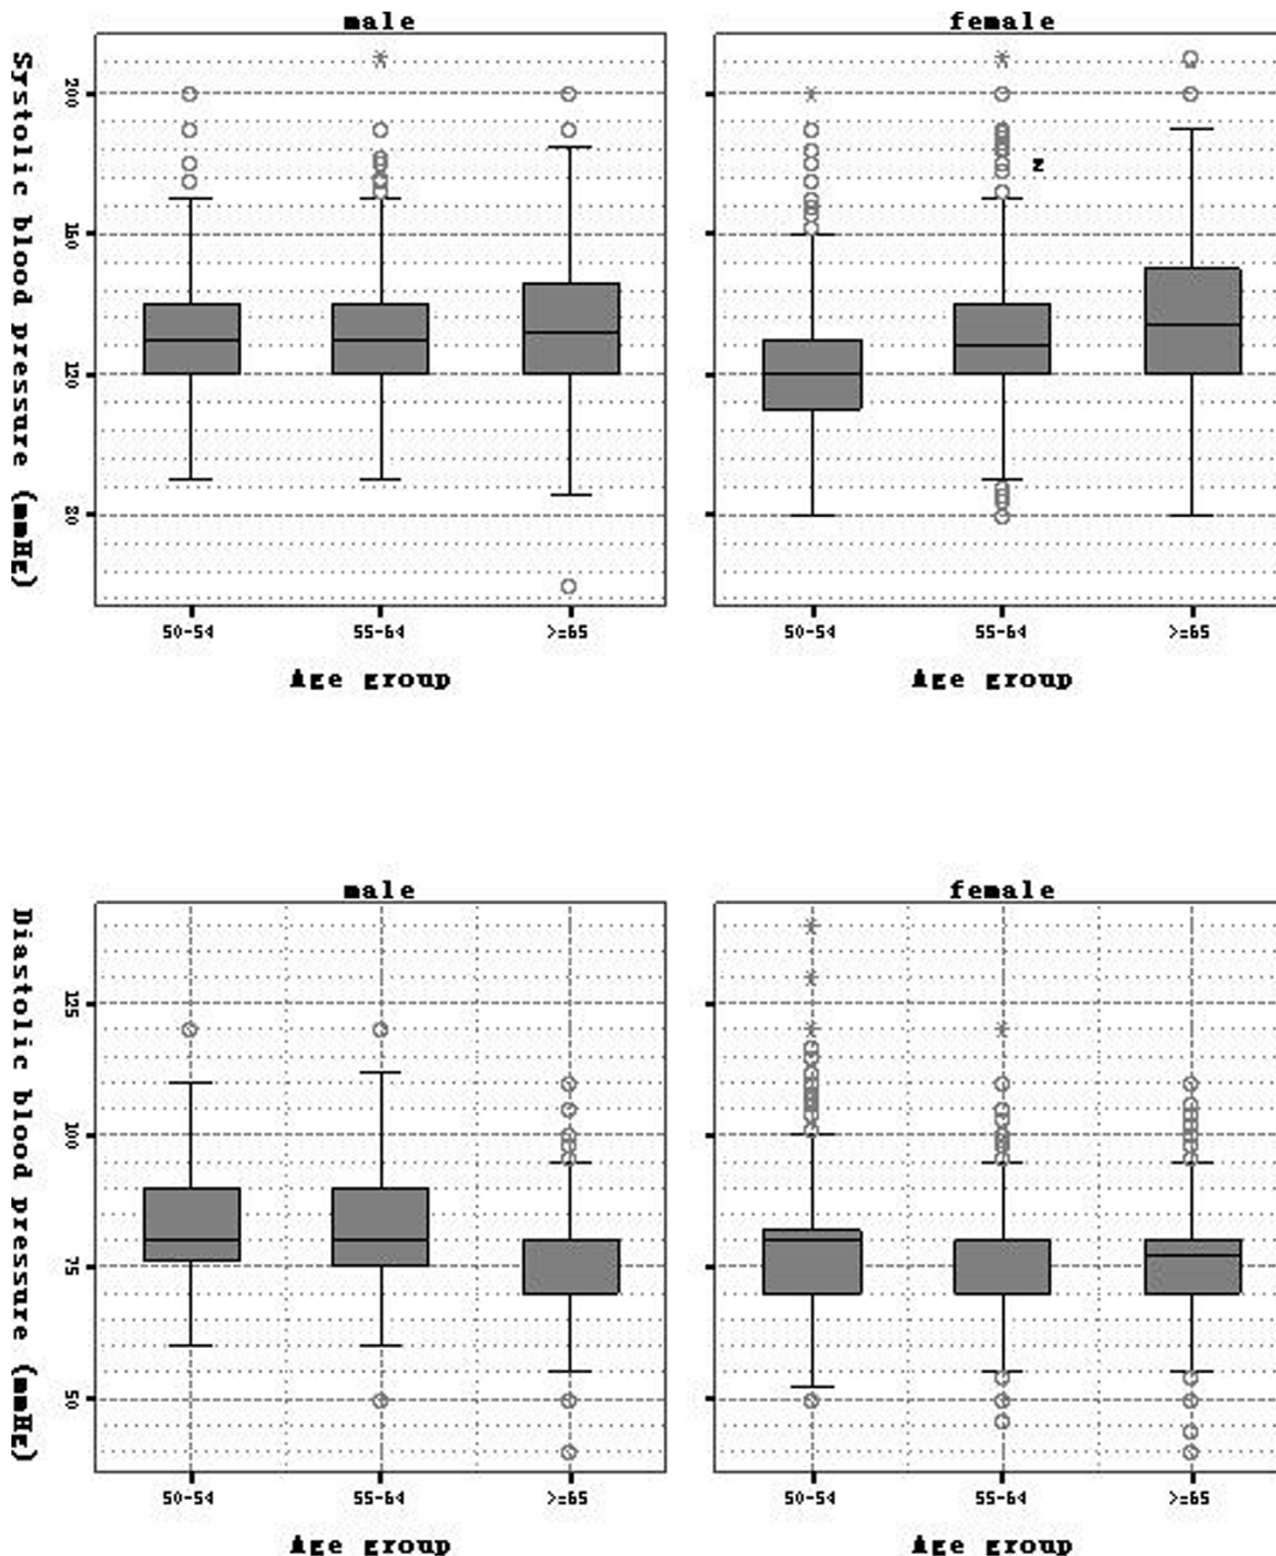 male
female
Systolic blood pressure (mmHg)
200
160
120
80
z
50-54
55-64
>=65
50-54
55-64
>=65
Age group
Age group
male
female
Diastolic blood pressure (mmHg)
125
100
75
50
50-54
55-64
>=65
50-54
55-64
>=65
Age group
Age group